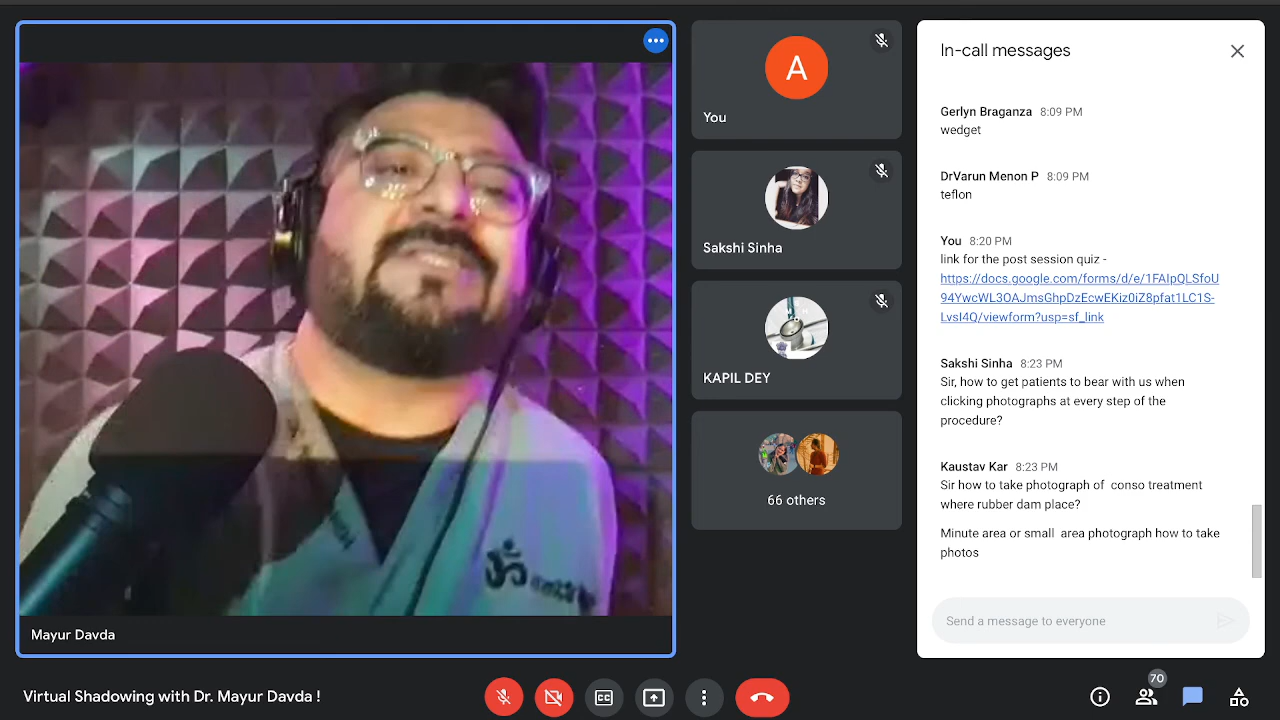 A
You
Sakshi Sinha
KAPIL DEY
66 others
ॐ
Mayur Davda
Virtual Shadowing with Dr. Mayur Davda !
CC
70
In-call messages
Gerlyn Braganza 8:09 PM
wedget
DrVarun Menon P 8:09 PM
teflon
You 8:20 PM
link for the post session quiz -
https://docs.google.com/forms/d/e/1FAIpQLSfoU
94YwcWL3OAJmsGhpDzEcwEKiz0iZ8pfat1LC1S-
LvsI4Q/viewform?usp=sf_link
Sakshi Sinha 8:23 PM
Sir, how to get patients to bear with us when
clicking photographs at every step of the
procedure?
Kaustav Kar 8:23 PM
Sir how to take photograph of  conso treatment
where rubber dam place?
Minute area or small  area photograph how to take
photos
Send a message to everyone